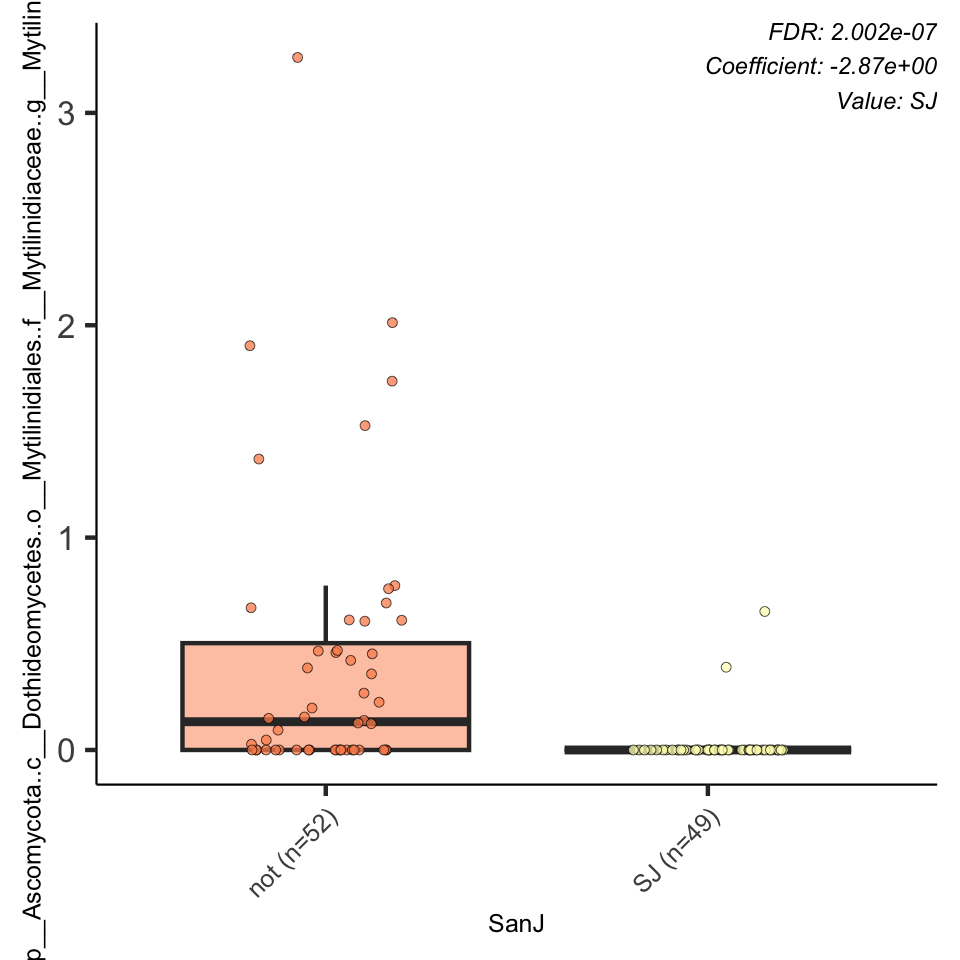 FDR: 2.002e-07
Coefficient: -2.87e+00
Value: SJ
p__Ascomycota..c__Dothideomycetes..o__Mytilinidiales..f__Mytilinidiaceae..g__Mytilin
3
2
1
0
not (n=52)
SJ (n=49)
SanJ